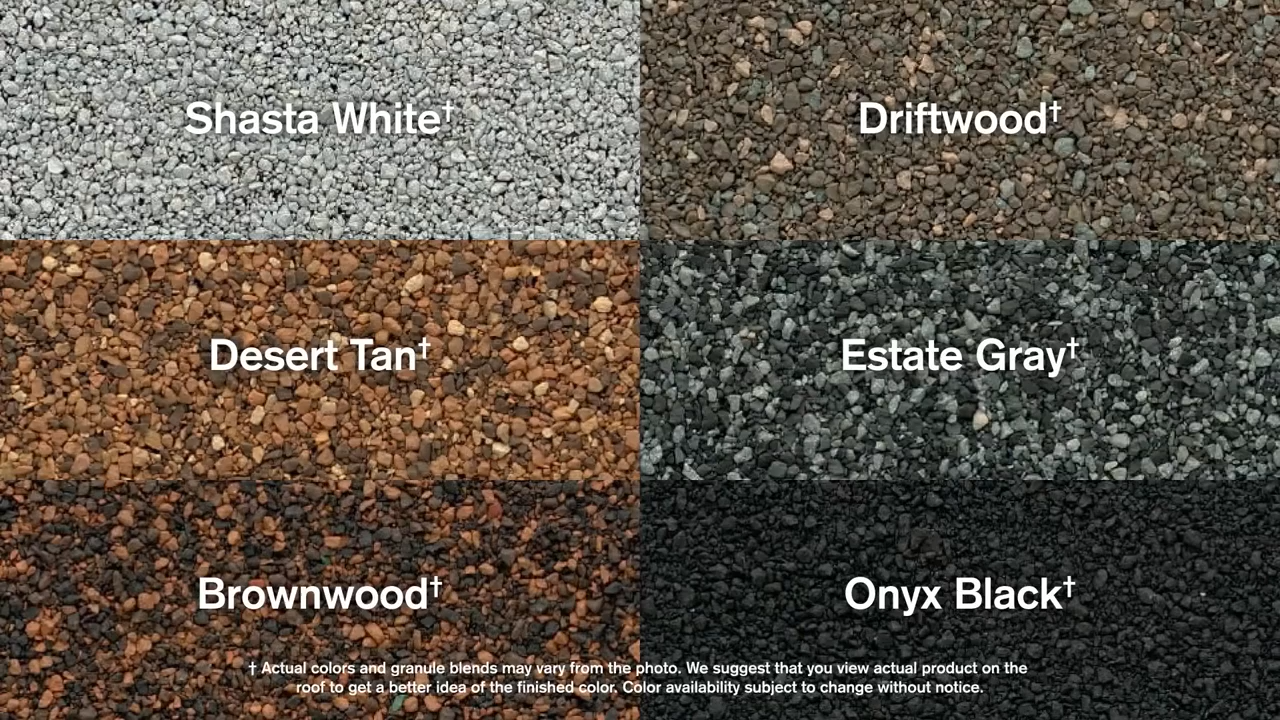 Shasta White†
Driftwood†
Desert Tan†
Estate Gray†
Brownwood†
Onyx Black†
† Actual colors and granule blends may vary from the photo. We suggest that you view actual product on the
roof to get a better idea of the finished color. Color availability subject to change without notice.